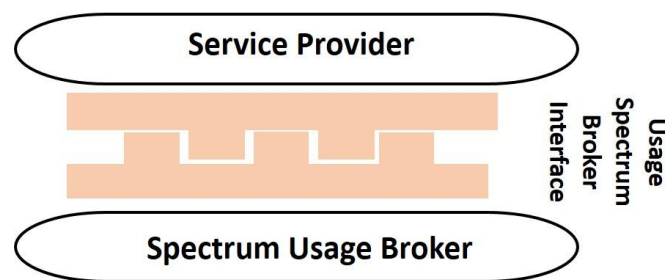 Service Provider
Usage
Spectrum
Broker
Interface
Spectrum Usage Broker